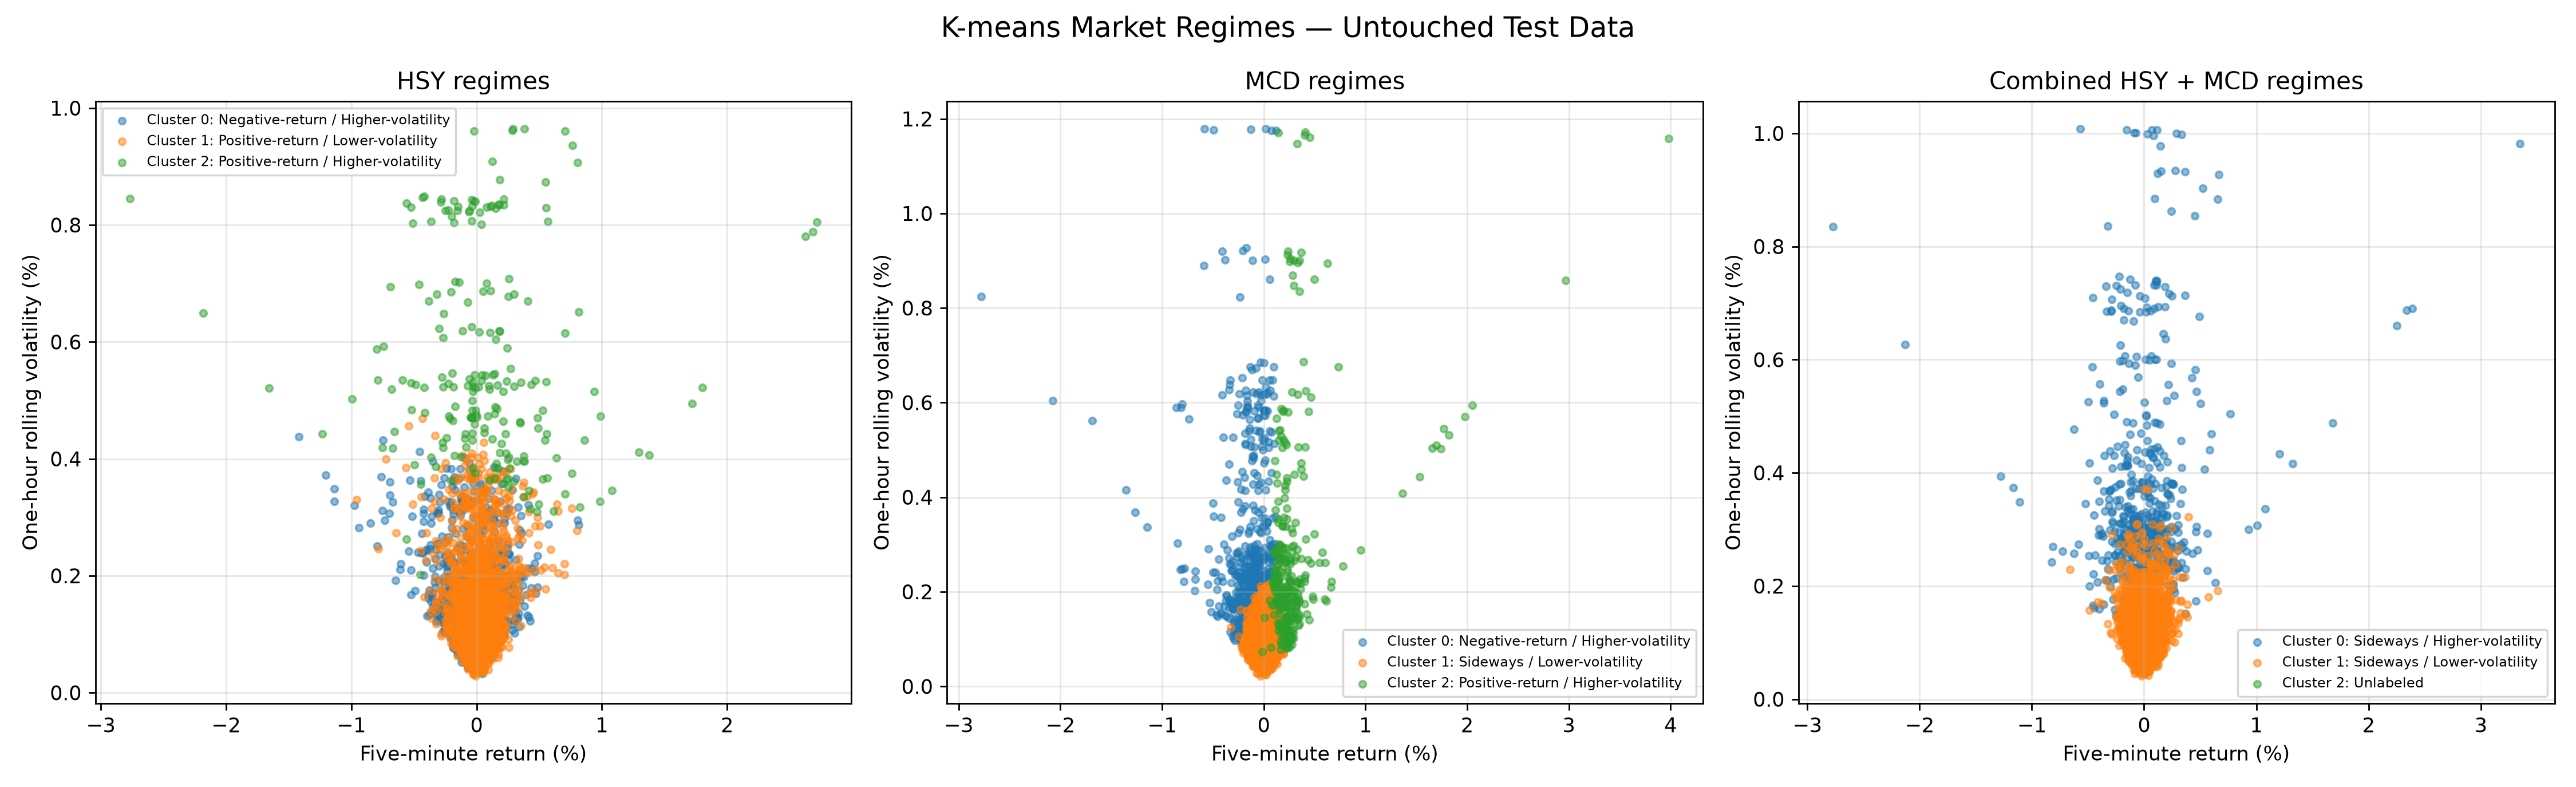 K-means Market Regimes — Untouched Test Data
HSY regimes
1.0
0.8
0.6
0.4
0.2
0.0
One-hour rolling volatility (%)
Cluster 0: Negative-return / Higher-volatility
Cluster 1: Positive-return / Lower-volatility
Cluster 2: Positive-return / Higher-volatility
−3 −2 −1 0 1 2
Five-minute return (%)
MCD regimes
1.2
1.0
0.8
0.6
0.4
0.2
0.0
One-hour rolling volatility (%)
Cluster 0: Negative-return / Higher-volatility
Cluster 1: Sideways / Lower-volatility
Cluster 2: Positive-return / Higher-volatility
−3 −2 −1 0 1 2 3 4
Five-minute return (%)
Combined HSY + MCD regimes
1.0
0.8
0.6
0.4
0.2
0.0
One-hour rolling volatility (%)
Cluster 0: Sideways / Higher-volatility
Cluster 1: Sideways / Lower-volatility
Cluster 2: Unlabeled
−3 −2 −1 0 1 2 3
Five-minute return (%)